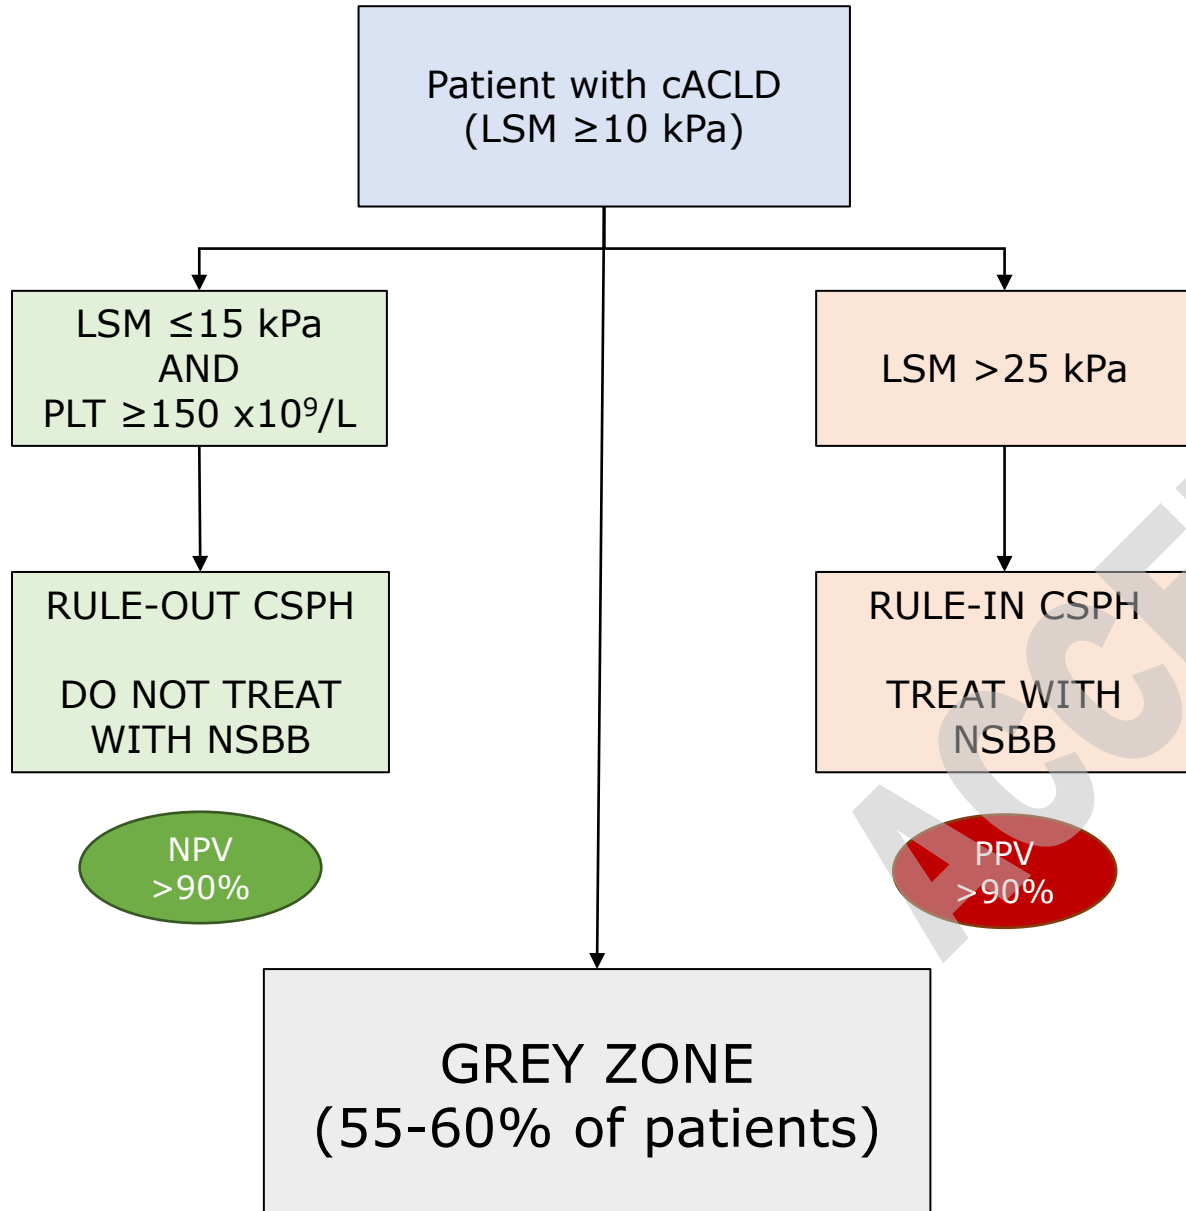 Patient with cACLD
(LSM ≥10 kPa)
LSM ≤15 kPa
AND
PLT ≥150 x10⁹/L
LSM >25 kPa
RULE-OUT CSPH
DO NOT TREAT
WITH NSBB
RULE-IN CSPH
TREAT WITH
NSBB
NPV
>90%
PPV
>90%
GREY ZONE
(55-60% of patients)